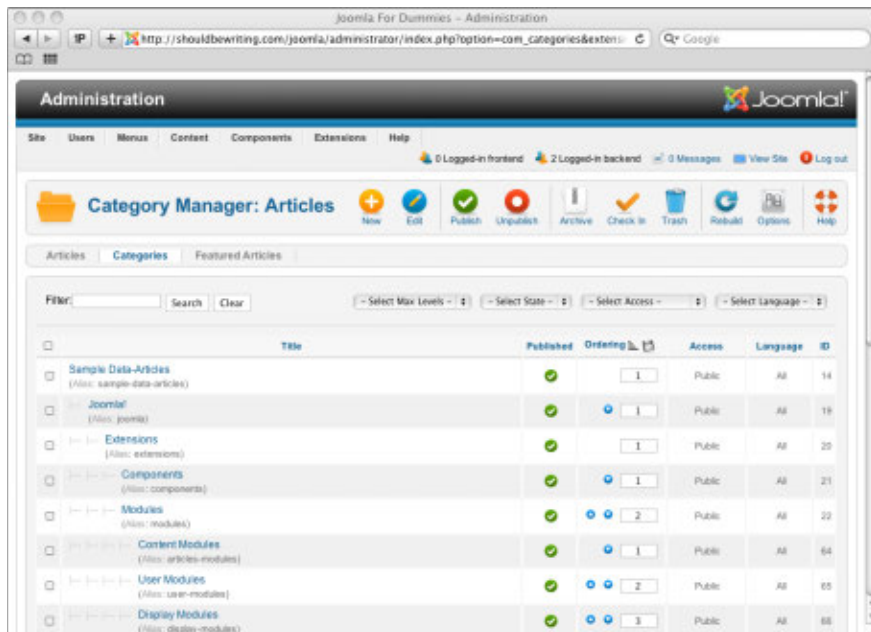 Joomla For Dummies – Administration
http://shouldbewriting.com/joomla/administrator/index.php?option=com_categories&extensi
Google
Administration
Joomla!
Site Users Menus Content Components Extensions Help
0 Logged-in frontend 2 Logged-in backend 0 Messages View Site Log out
Category Manager: Articles
New Edit Publish Unpublish Archive Check In Trash Rebuild Options Help
Articles Categories Featured Articles
Filter: Search Clear - Select Max Levels - - Select State - - Select Access - - Select Language -
Title Published Ordering Access Language ID
Sample Data-Articles 1 Public All 14
(Alias: sample-data-articles)
Joomla! 1 Public All 19
(Alias: joomla)
Extensions 1 Public All 20
(Alias: extensions)
Components 1 Public All 21
(Alias: components)
Modules 2 Public All 22
(Alias: modules)
Content Modules 1 Public All 64
(Alias: articles-modules)
User Modules 2 Public All 65
(Alias: user-modules)
Display Modules 3 Public All
(Alias: display-modules)